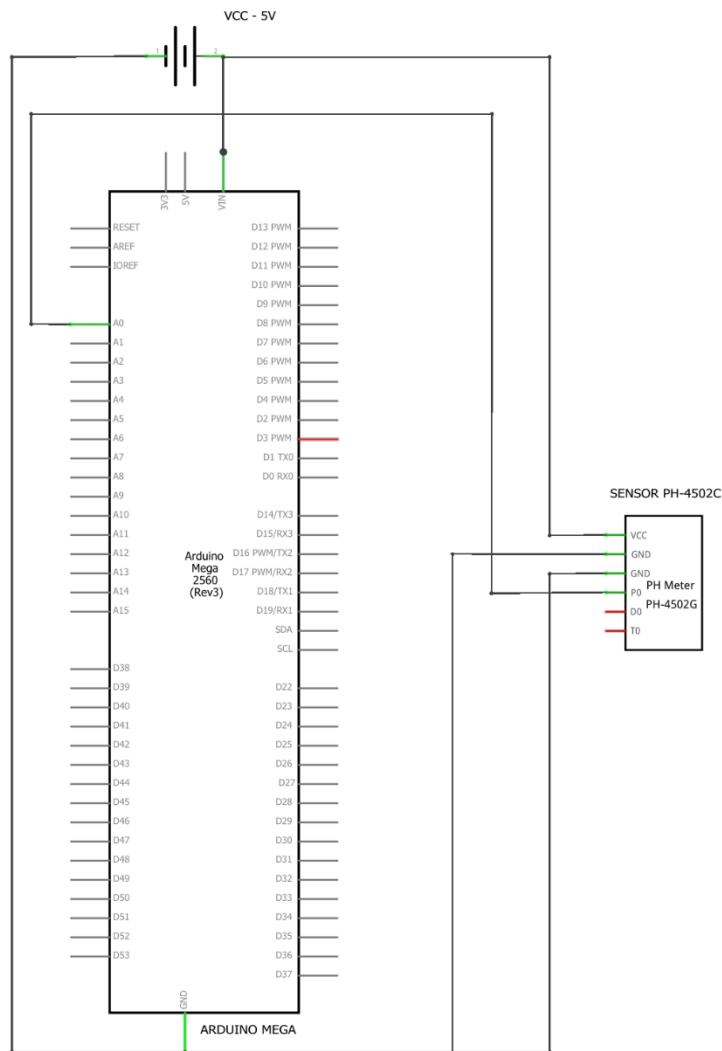 VCC - 5V
1
2
3V3
5V
VIN
RESET
AREF
IOREF
A0
A1
A2
A3
A4
A5
A6
A7
A8
A9
A10
A11
A12
A13
A14
A15
D38
D39
D40
D41
D42
D43
D44
D45
D46
D47
D48
D49
D50
D51
D52
D53
Arduino
Mega
2560
(Rev3)
D13 PWM
D12 PWM
D11 PWM
D10 PWM
D9 PWM
D8 PWM
D7 PWM
D6 PWM
D5 PWM
D4 PWM
D2 PWM
D3 PWM
D1 TX0
D0 RX0
D14/TX3
D15/RX3
D16 PWM/TX2
D17 PWM/RX2
D18/TX1
D19/RX1
SDA
SCL
D22
D23
D24
D25
D26
D27
D28
D29
D30
D31
D32
D33
D34
D35
D36
D37
GND
ARDUINO MEGA
SENSOR PH-4502C
VCC
GND
GND
P0
D0
T0
PH Meter
PH-4502G